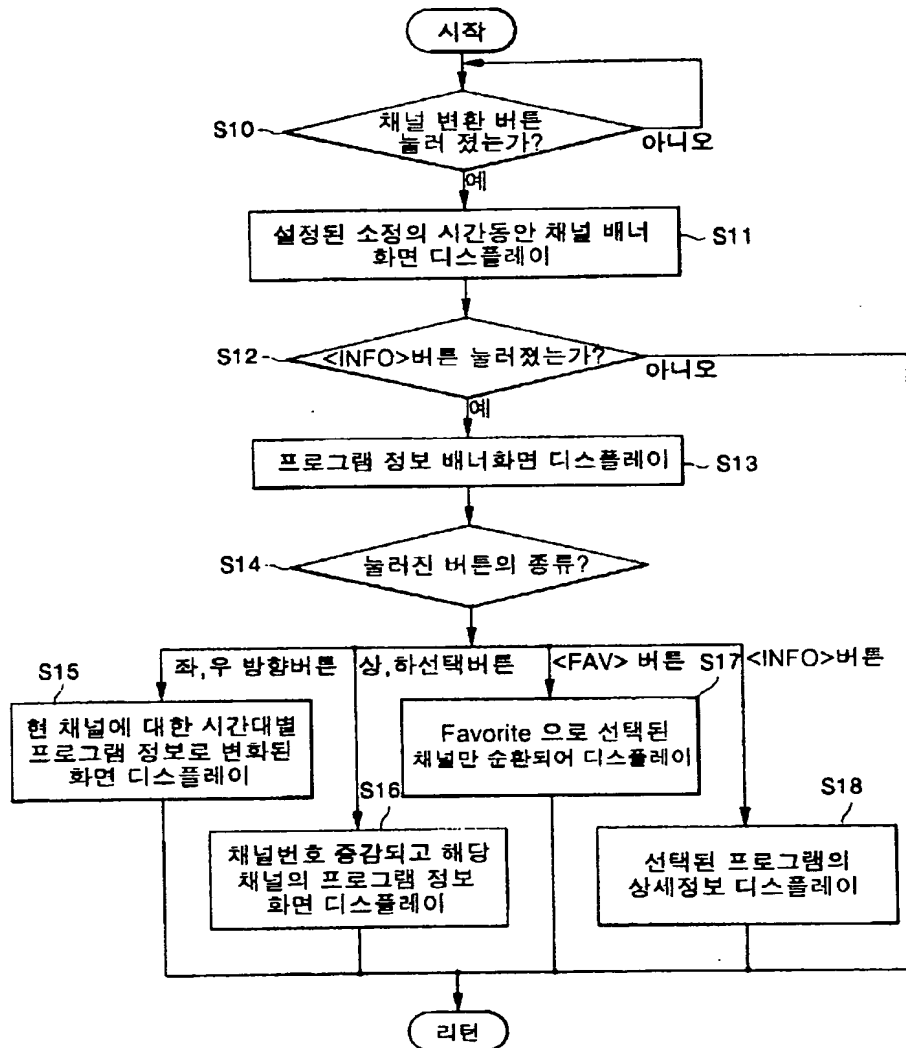 시작
S10
채널 변환 버튼
눌러 졌는가?
아니오
예
설정된 소정의 시간동안 채널 배너
화면 디스플레이
S11
S12
<INFO>버튼 눌러졌는가?
아니오
예
프로그램 정보 배너화면 디스플레이
S13
S14
눌러진 버튼의 종류?
좌,우 방향버튼
상,하선택버튼
<FAV> 버튼
<INFO>버튼
S15
현 채널에 대한 시간대별
프로그램 정보로 변화된
화면 디스플레이
S17
Favorite 으로 선택된
채널만 순환되어 디스플레이
S16
채널번호 증감되고 해당
채널의 프로그램 정보
화면 디스플레이
S18
선택된 프로그램의
상세정보 디스플레이
리턴